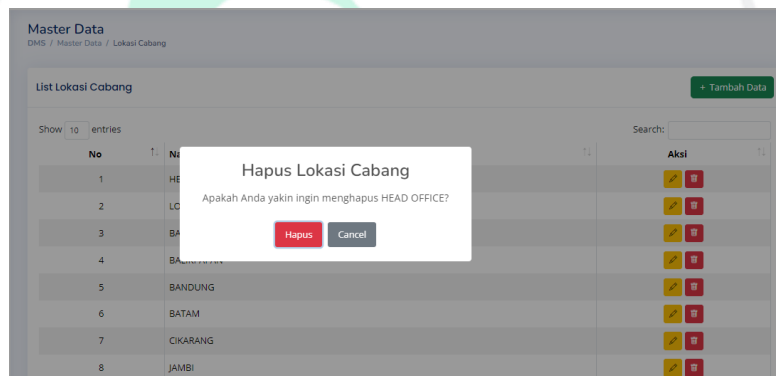 Master Data
DMS / Master Data / Lokasi Cabang
List Lokasi Cabang
+ Tambah Data
Show 10 entries
Search:
No Aksi
Hapus Lokasi Cabang
Apakah Anda yakin ingin menghapus HEAD OFFICE?
Hapus Cancel
1
2
3
4
5 BANDUNG
6 BATAM
7 CIKARANG
8 JAMBI